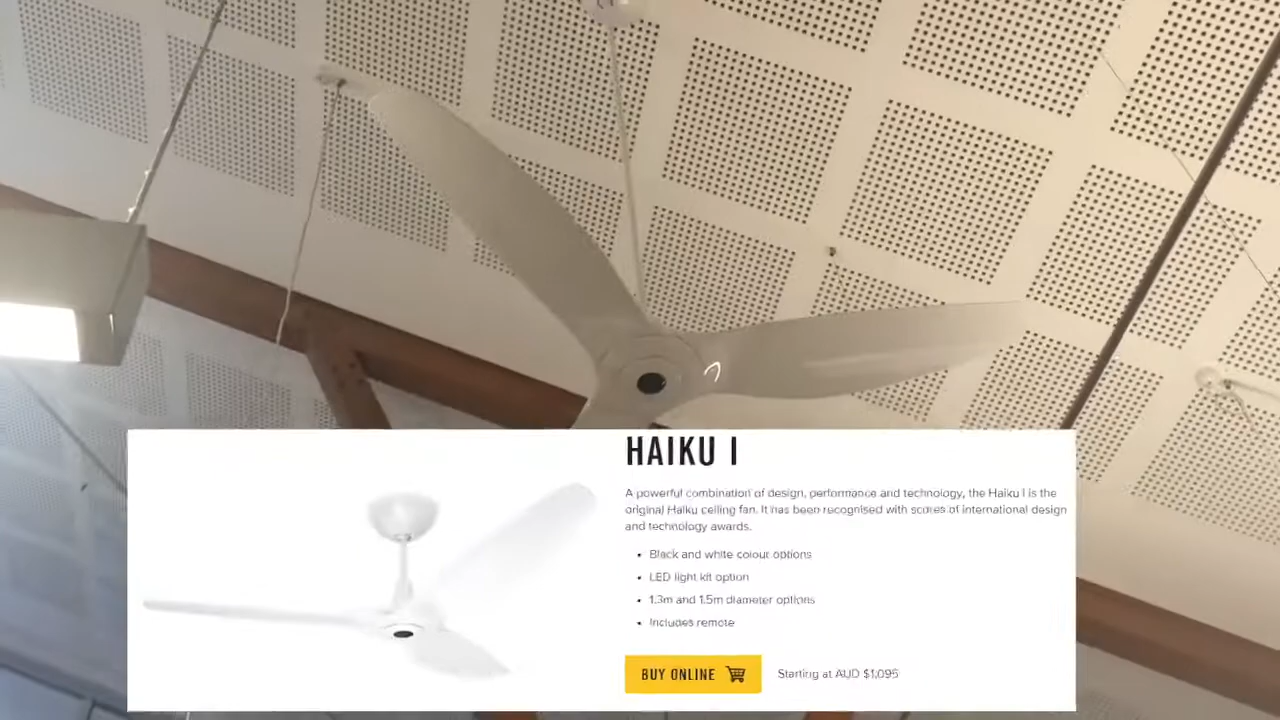 HAIKU I
A powerful combination of design, performance and technology, the Haiku I is the
original Haiku ceiling fan. It has been recognised with scores of international design
and technology awards.
• Black and white colour options
• LED light kit option
• 1.3m and 1.5m diameter options
• Includes remote
BUY ONLINE
Starting at AUD $1,095